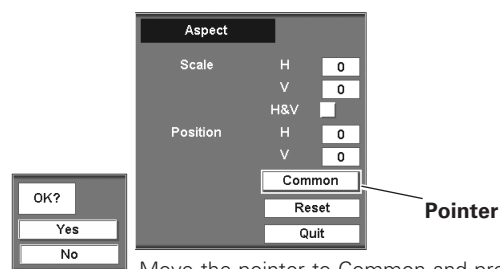 Aspect
Scale H 0
V 0
H&V
Position H 0
V 0
Common
Reset
Quit
Pointer
OK?
Yes
No
Move the pointer to Common and pre